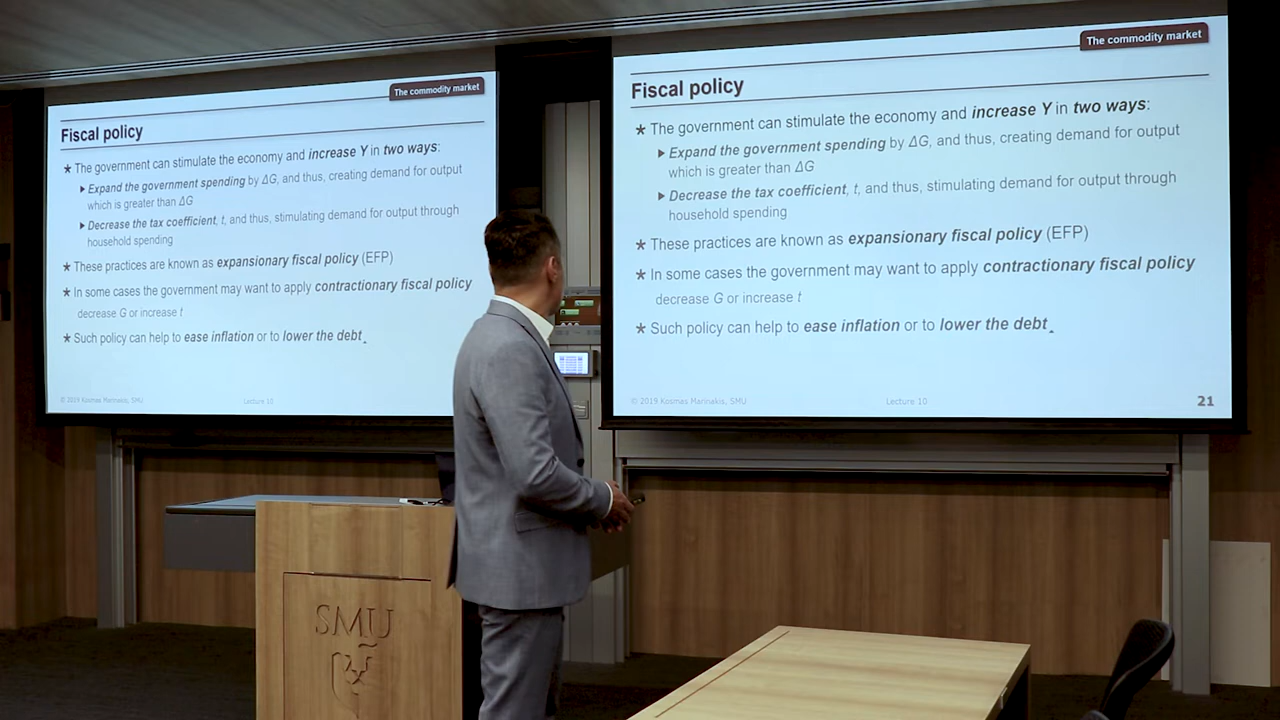 The commodity market
Fiscal policy
★ The government can stimulate the economy and increase Y in two ways:
▶ Expand the government spending by ΔG, and thus, creating demand for output
which is greater than ΔG
▶ Decrease the tax coefficient, t, and thus, stimulating demand for output through
household spending
★ These practices are known as expansionary fiscal policy (EFP)
★ In some cases the government may want to apply contractionary fiscal policy
decrease G or increase t
★ Such policy can help to ease inflation or to lower the debt
© 2019 Kosmas Marinakis, SMU
Lecture 10
The commodity market
Fiscal policy
★ The government can stimulate the economy and increase Y in two ways:
▶ Expand the government spending by ΔG, and thus, creating demand for output
which is greater than ΔG
▶ Decrease the tax coefficient, t, and thus, stimulating demand for output through
household spending
★ These practices are known as expansionary fiscal policy (EFP)
★ In some cases the government may want to apply contractionary fiscal policy
decrease G or increase t
★ Such policy can help to ease inflation or to lower the debt
© 2019 Kosmas Marinakis, SMU
Lecture 10
21
SMU